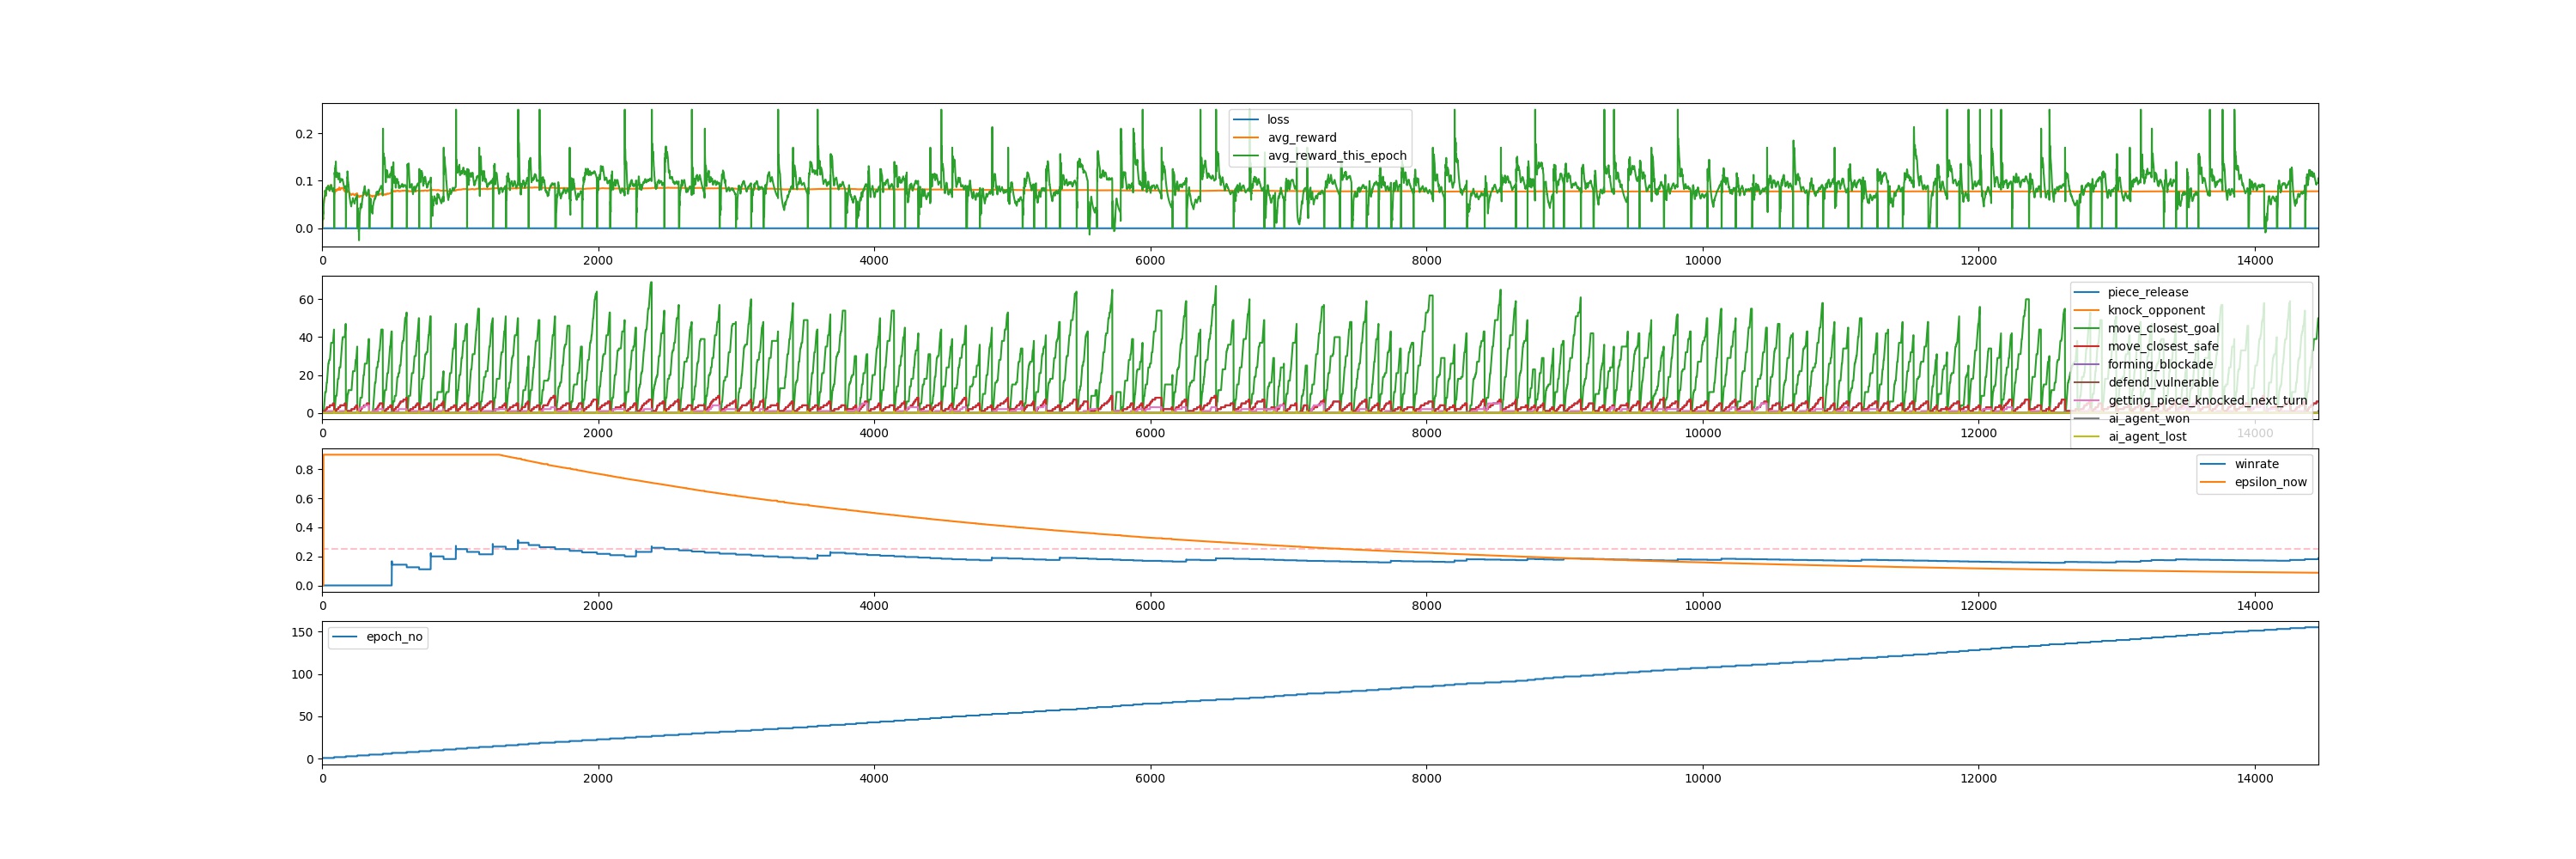 0.2
0.1
0.0
loss
avg_reward
avg_reward_this_epoch
0 2000 4000 6000 8000 10000 12000 14000
60
40
20
0
piece_release
knock_opponent
move_closest_goal
move_closest_safe
forming_blockade
defend_vulnerable
getting_piece_knocked_next_turn
ai_agent_won
ai_agent_lost
0 2000 4000 6000 8000 10000 12000 14000
0.8
0.6
0.4
0.2
0.0
winrate
epsilon_now
0 2000 4000 6000 8000 10000 12000 14000
150
100
50
0
epoch_no
0 2000 4000 6000 8000 10000 12000 14000